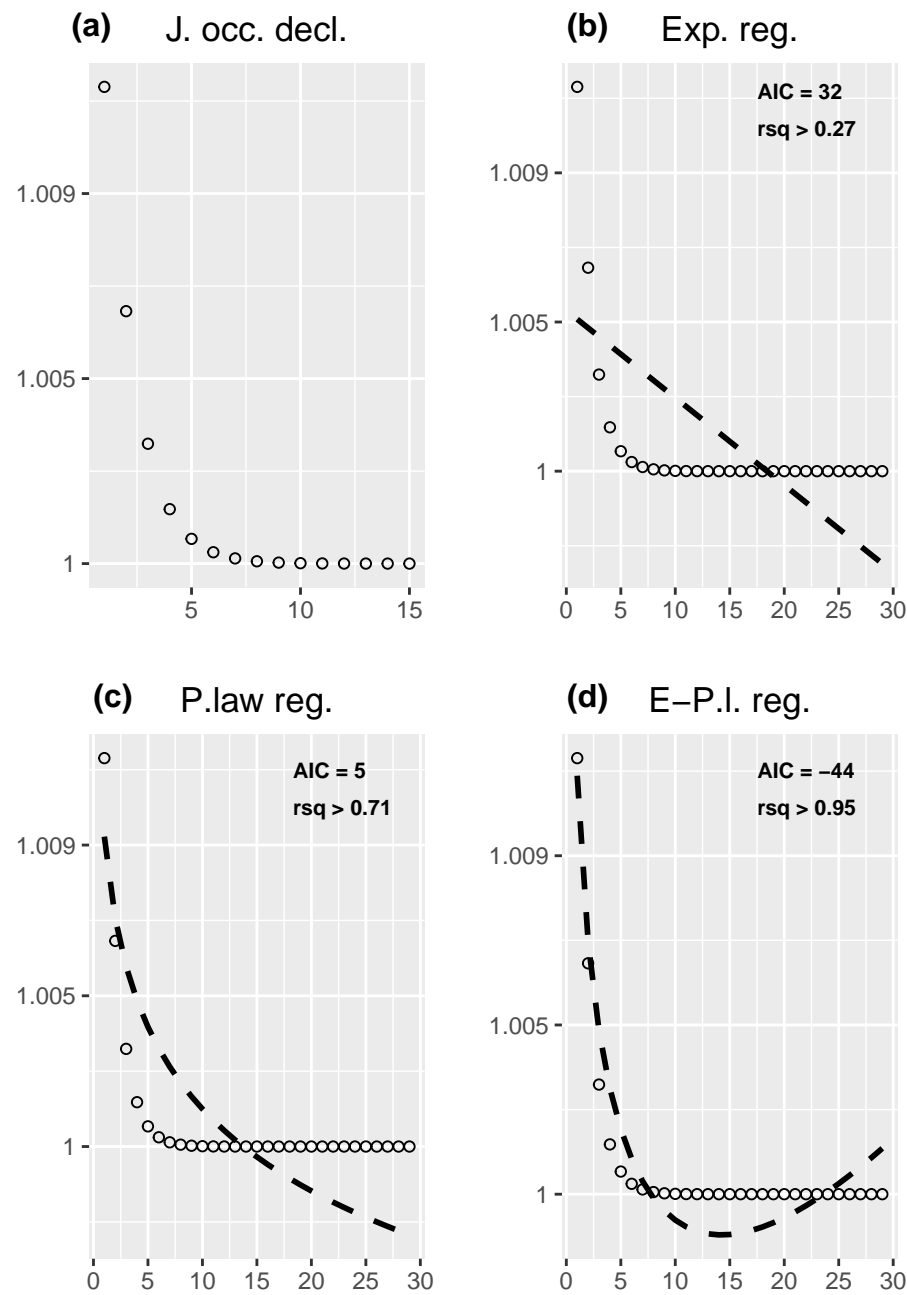 (a) J. occ. decl.
1.009
1.005
1
5 10 15
(b) Exp. reg.
AIC = 32
rsq > 0.27
1.009
1.005
1
0 5 10 15 20 25 30
(c) P.law reg.
AIC = 5
rsq > 0.71
1.009
1.005
1
0 5 10 15 20 25 30
(d) E−P.l. reg.
AIC = −44
rsq > 0.95
1.009
1.005
1
0 5 10 15 20 25 30